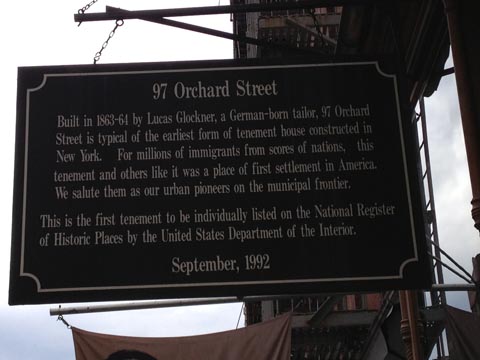 97 Orchard Street
Built in 1863-64 by Lucas Glockner, a German-born tailor, 97 Orchard
Street is typical of the earliest form of tenement house constructed in
New York. For millions of immigrants from scores of nations, this
tenement and others like it was a place of first settlement in America.
We salute them as our urban pioneers on the municipal frontier.
This is the first tenement to be individually listed on the National Register
of Historic Places by the United States Department of the Interior.
September, 1992